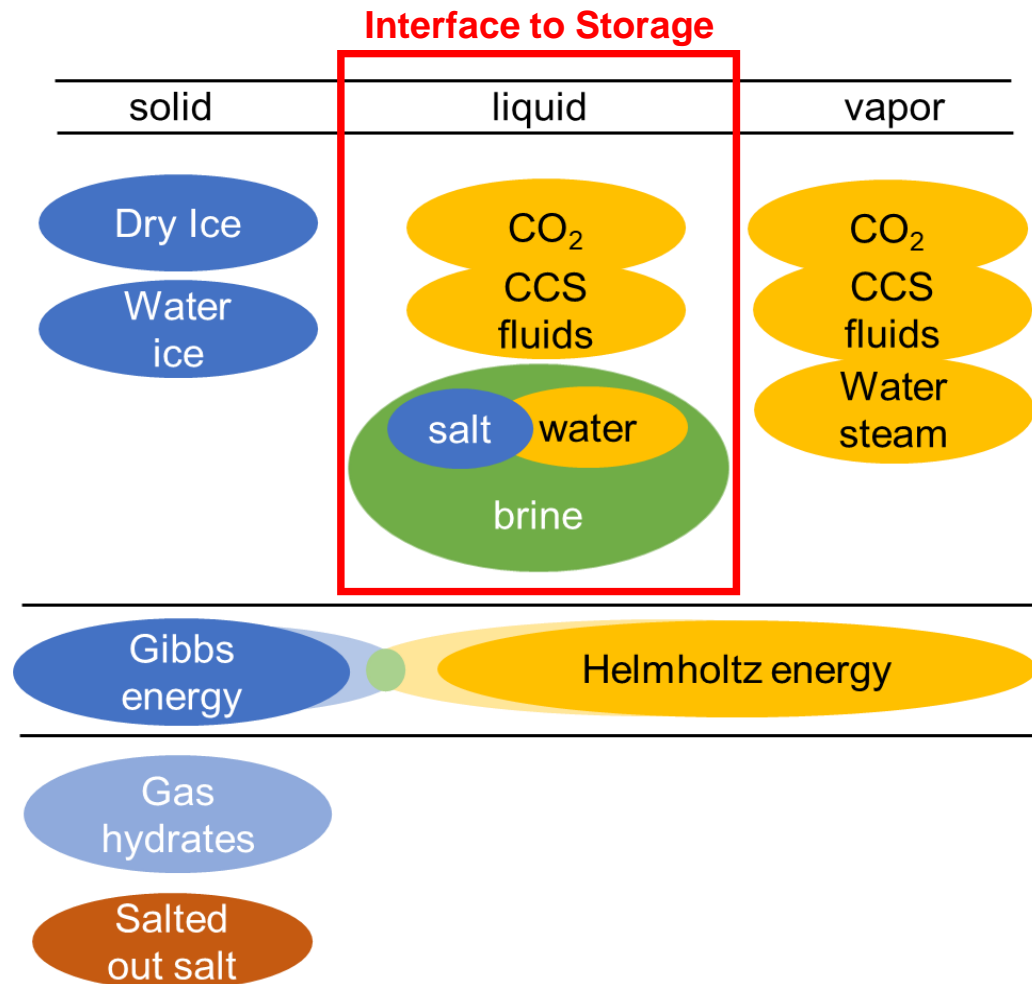 Interface to Storage
solid
liquid
vapor
Dry Ice
Water
ice
CO₂
CCS
fluids
salt
water
brine
CO₂
CCS
fluids
Water
steam
Gibbs
energy
Helmholtz energy
Gas
hydrates
Salted
out salt